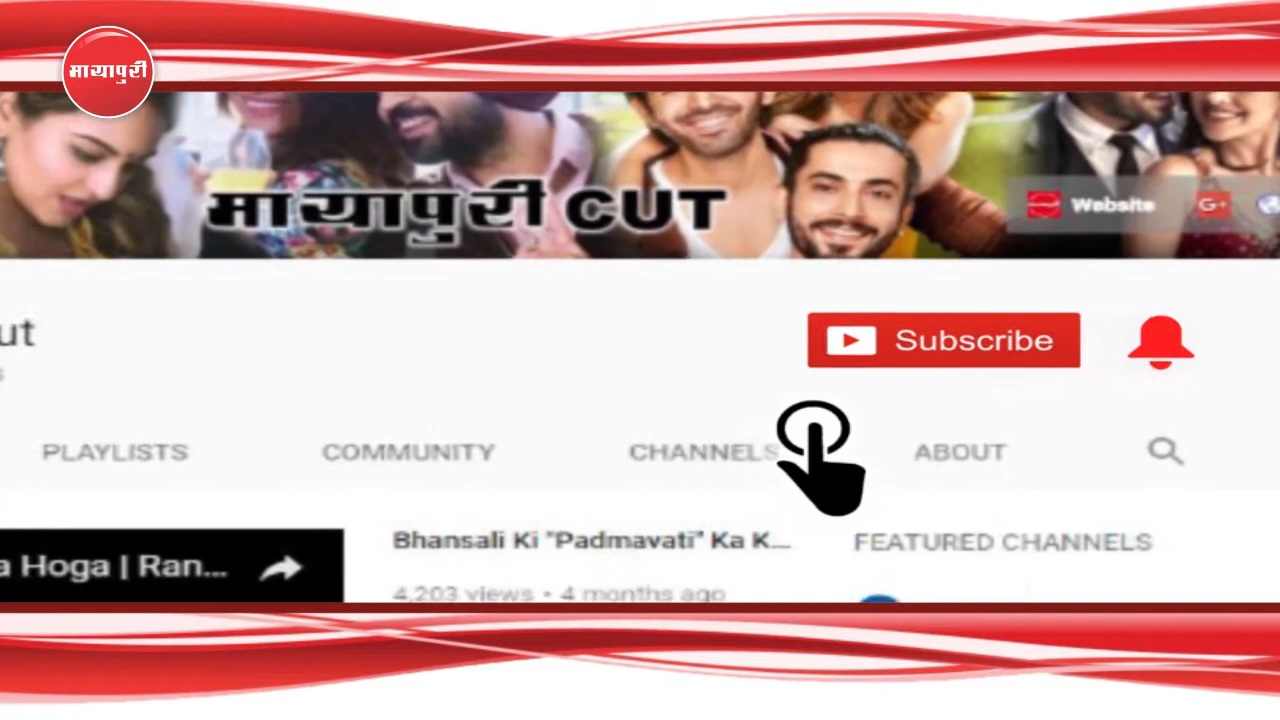 मायापुरी
मायापुरी CUT
Website
G+
ut
s
Subscribe
PLAYLISTS
COMMUNITY
CHANNELS
ABOUT
a Hoga | Ran...
Bhansali Ki "Padmavati" Ka K...
4,203 views • 4 months ago
FEATURED CHANNELS